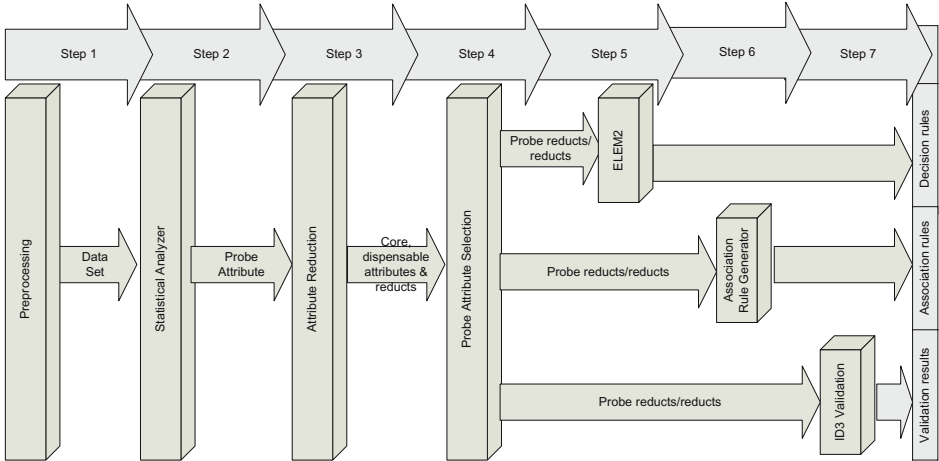 Step 1
Step 2
Step 3
Step 4
Step 5
Step 6
Step 7
Preprocessing
Data
Set
Statistical Analyzer
Probe
Attribute
Attribute Reduction
Core,
dispensable
attributes &
reducts
Probe Attribute Selection
Probe reducts/
reducts
ELEM2
Decision rules
Probe reducts/reducts
Association
Rule Generator
Association rules
Probe reducts/reducts
ID3 Validation
Validation results